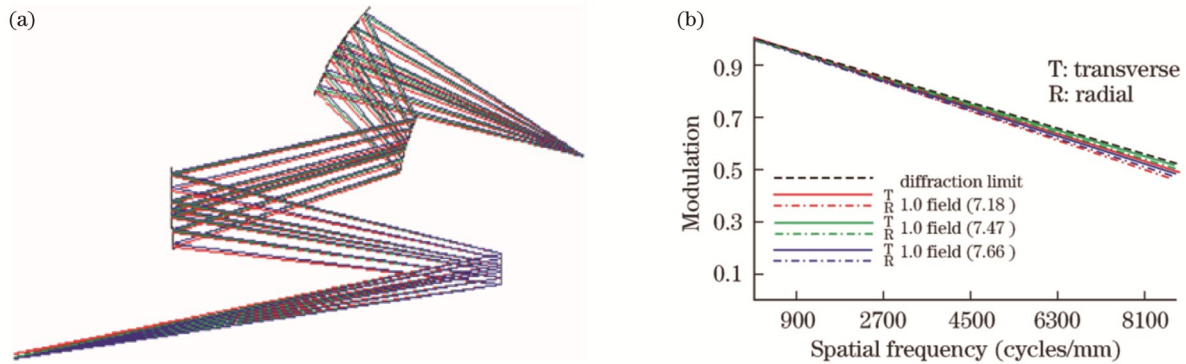 (a)
(b)
0.9
0.7
0.5
0.3
0.1
Modulation
T: transverse
R: radial
diffraction limit
T
R 1.0 field (7.18 )
T
R 1.0 field (7.47 )
T
R 1.0 field (7.66 )
900 2700 4500 6300 8100
Spatial frequency (cycles/mm)